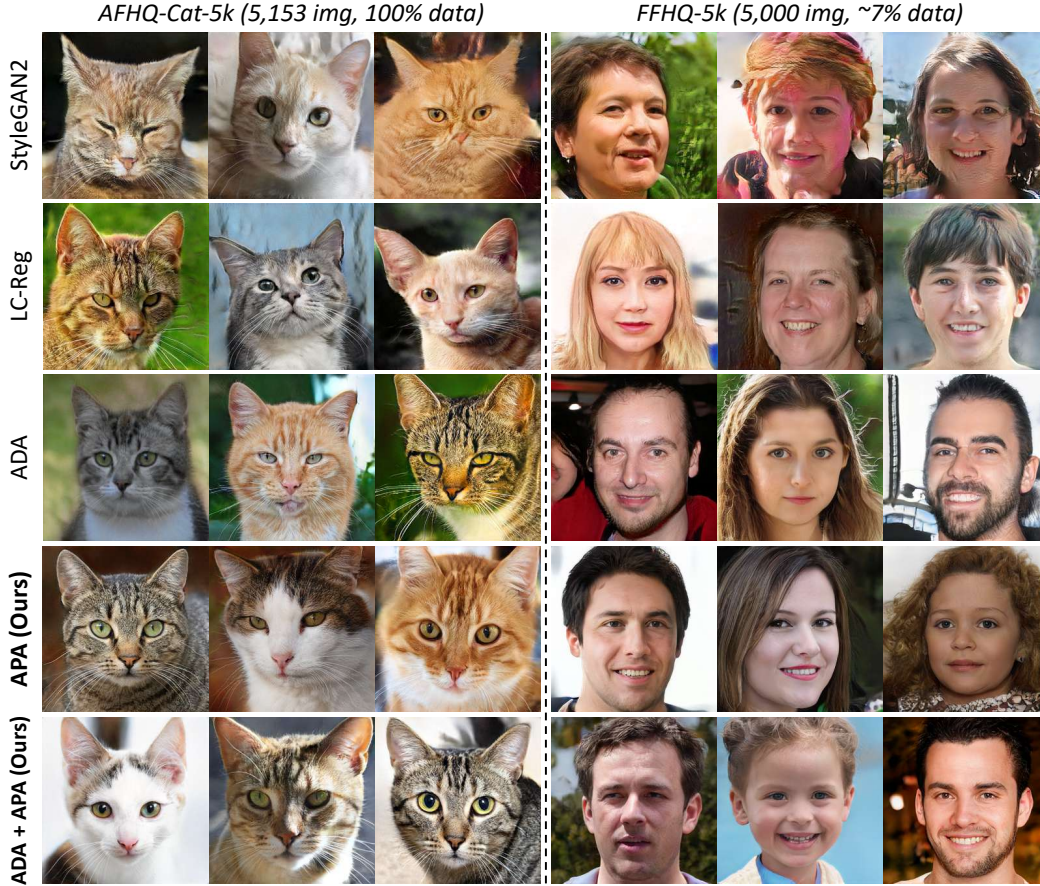 AFHQ-Cat-5k (5,153 img, 100% data)
FFHQ-5k (5,000 img, ~7% data)
StyleGAN2
LC-Reg
ADA
APA (Ours)
ADA + APA (Ours)